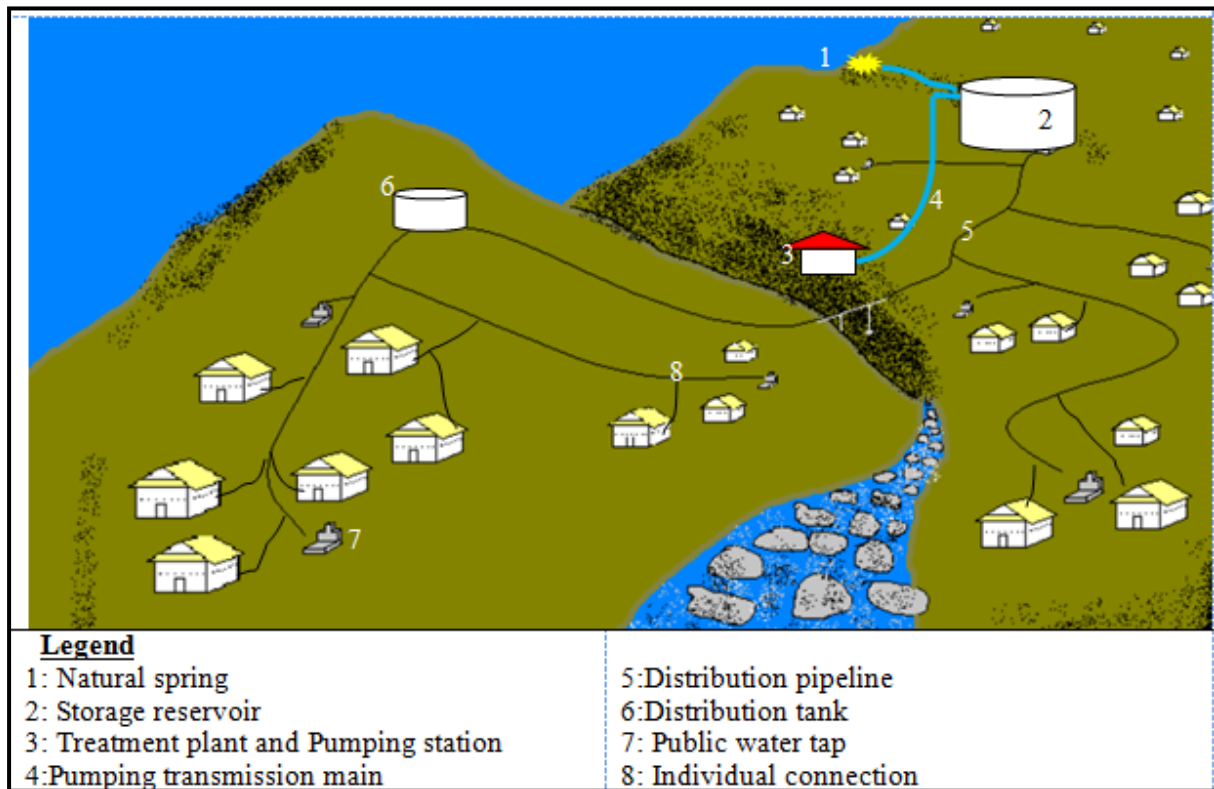 1
2
6
4
5
3
8
7
Legend
1: Natural spring
2: Storage reservoir
3: Treatment plant and Pumping station
4:Pumping transmission main
5:Distribution pipeline
6:Distribution tank
7: Public water tap
8: Individual connection